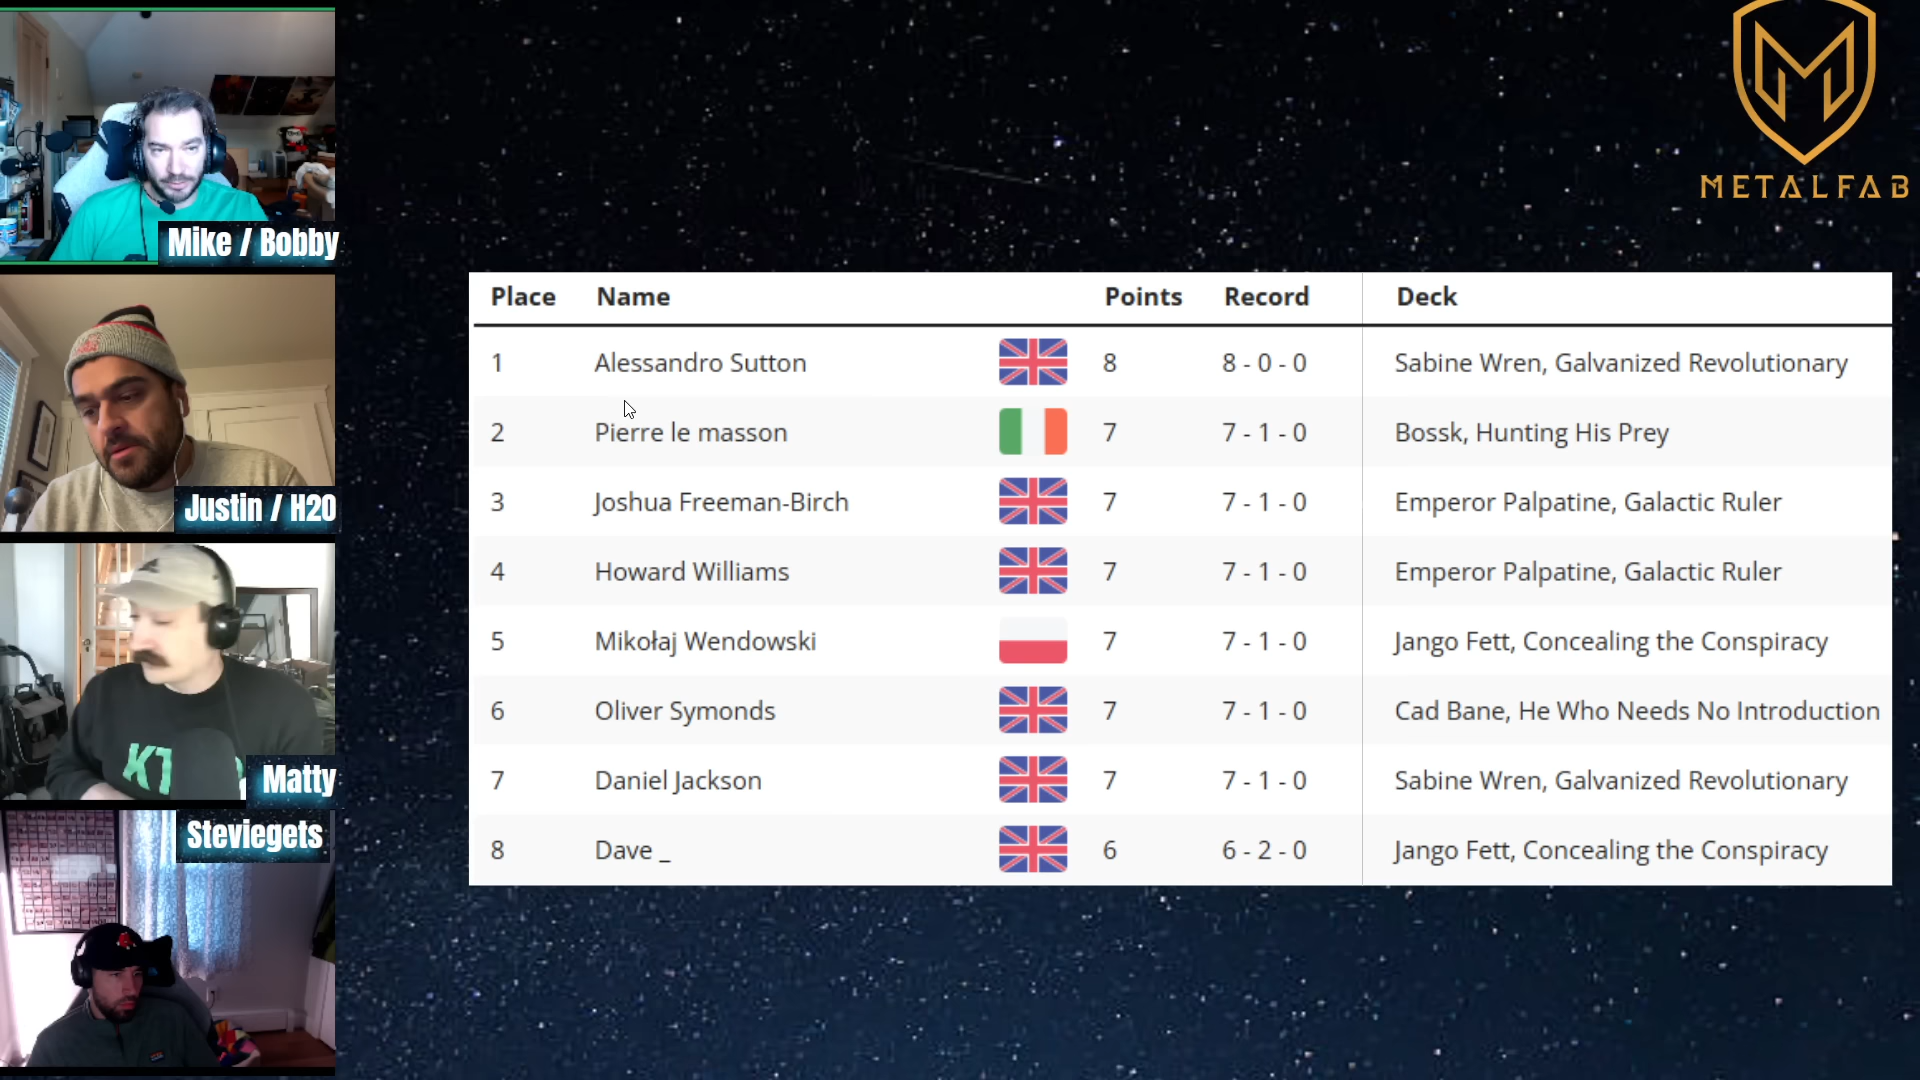 METALFAB
Mike / Bobby
Justin / H20
Matty
Steviegets
Place Name Points Record Deck
1 Alessandro Sutton 8 8 - 0 - 0 Sabine Wren, Galvanized Revolutionary
2 Pierre le masson 7 7 - 1 - 0 Bossk, Hunting His Prey
3 Joshua Freeman-Birch 7 7 - 1 - 0 Emperor Palpatine, Galactic Ruler
4 Howard Williams 7 7 - 1 - 0 Emperor Palpatine, Galactic Ruler
5 Mikołaj Wendowski 7 7 - 1 - 0 Jango Fett, Concealing the Conspiracy
6 Oliver Symonds 7 7 - 1 - 0 Cad Bane, He Who Needs No Introduction
7 Daniel Jackson 7 7 - 1 - 0 Sabine Wren, Galvanized Revolutionary
8 Dave _ 6 6 - 2 - 0 Jango Fett, Concealing the Conspiracy